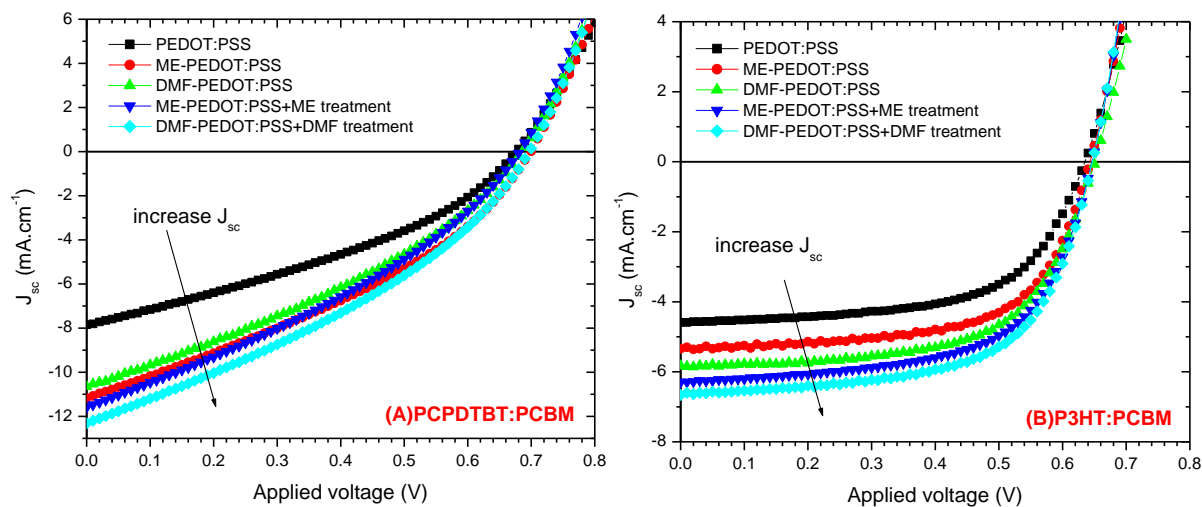 6
4
2
0
-2
-4
-6
-8
-10
-12
J_sc (mA.cm⁻¹)
PEDOT:PSS
ME-PEDOT:PSS
DMF-PEDOT:PSS
ME-PEDOT:PSS+ME treatment
DMF-PEDOT:PSS+DMF treatment
increase J_sc
(A)PCPDTBT:PCBM
0.0 0.1 0.2 0.3 0.4 0.5 0.6 0.7 0.8
Applied voltage (V)
4
2
0
-2
-4
-6
-8
J_sc (mA.cm⁻¹)
PEDOT:PSS
ME-PEDOT:PSS
DMF-PEDOT:PSS
ME-PEDOT:PSS+ME treatment
DMF-PEDOT:PSS+DMF treatment
increase J_sc
(B)P3HT:PCBM
0.0 0.1 0.2 0.3 0.4 0.5 0.6 0.7 0.8
Applied voltage (V)